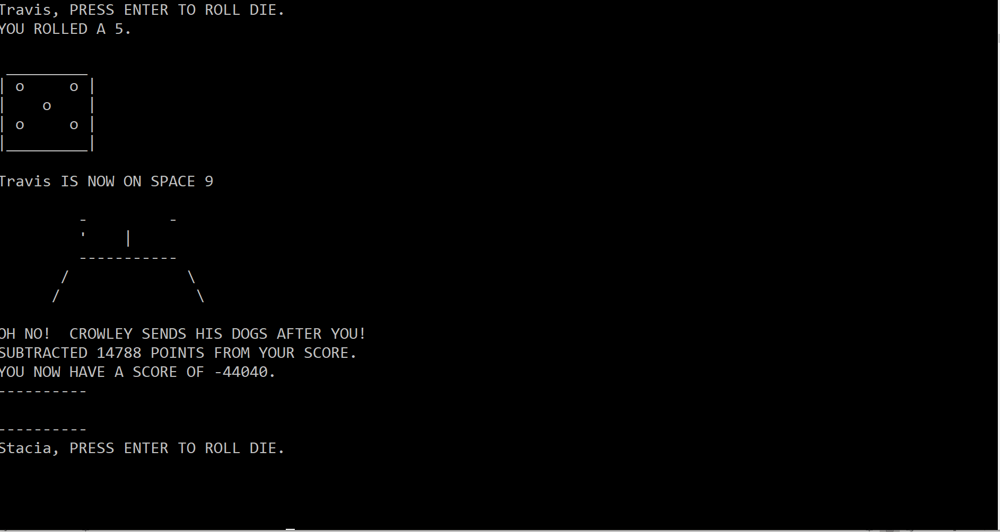 Travis, PRESS ENTER TO ROLL DIE.
YOU ROLLED A 5.
Travis IS NOW ON SPACE 9
OH NO!  CROWLEY SENDS HIS DOGS AFTER YOU!
SUBTRACTED 14788 POINTS FROM YOUR SCORE.
YOU NOW HAVE A SCORE OF -44040.
----------
----------
Stacia, PRESS ENTER TO ROLL DIE.